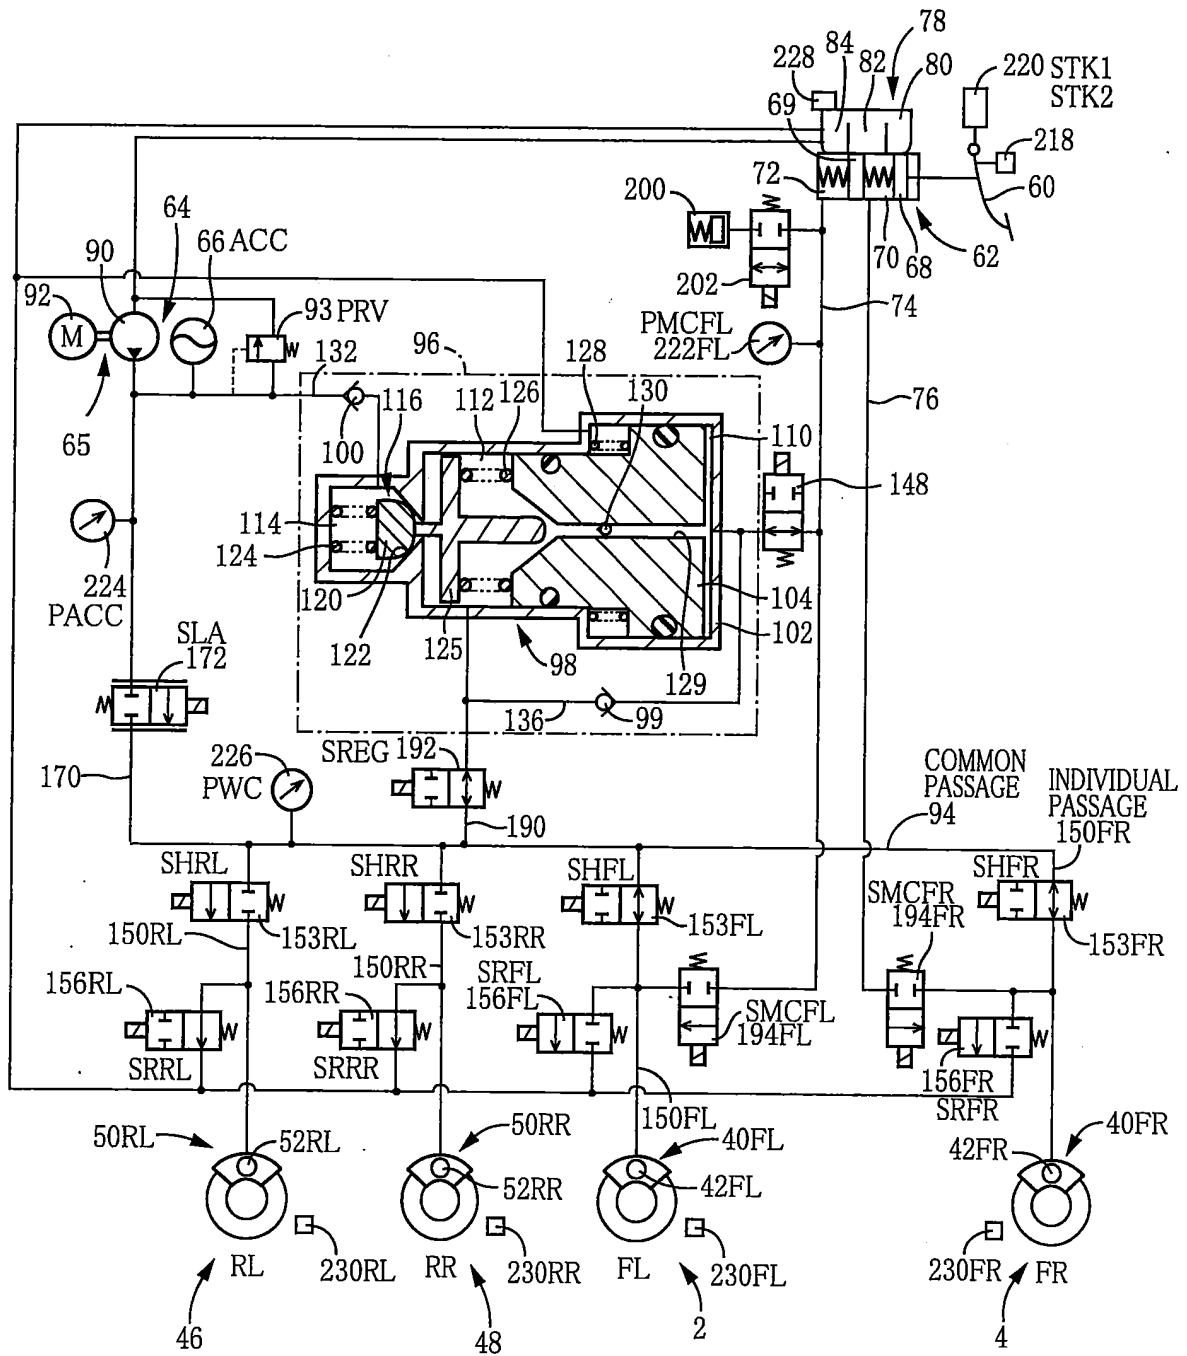 78
84
82
80
228
220 STK1
STK2
69
218
72
60
200
70
68
62
202
74
64
66 ACC
90
92
M
93 PRV
PMCFL
222FL
96
132
128
130
126
112
116
76
65
100
110
148
114
124
224
PACC
120
122
125
98
104
102
129
SLA
172
136
99
SREG 192
226
PWC
170
190
COMMON
PASSAGE
94
INDIVIDUAL
PASSAGE
150FR
SHRL
SHRR
SHFL
SHFR
SMCFR
194FR
150RL
153RL
153RR
153FL
153FR
150RR
SRFL
156FL
156RL
156RR
SMCFL
194FL
SRRL
SRRR
156FR
SRFR
150FL
50RL
52RL
50RR
40FL
42FR
40FR
52RR
42FL
RL
230RL
RR
230RR
FL
230FL
230FR
FR
46
48
2
4